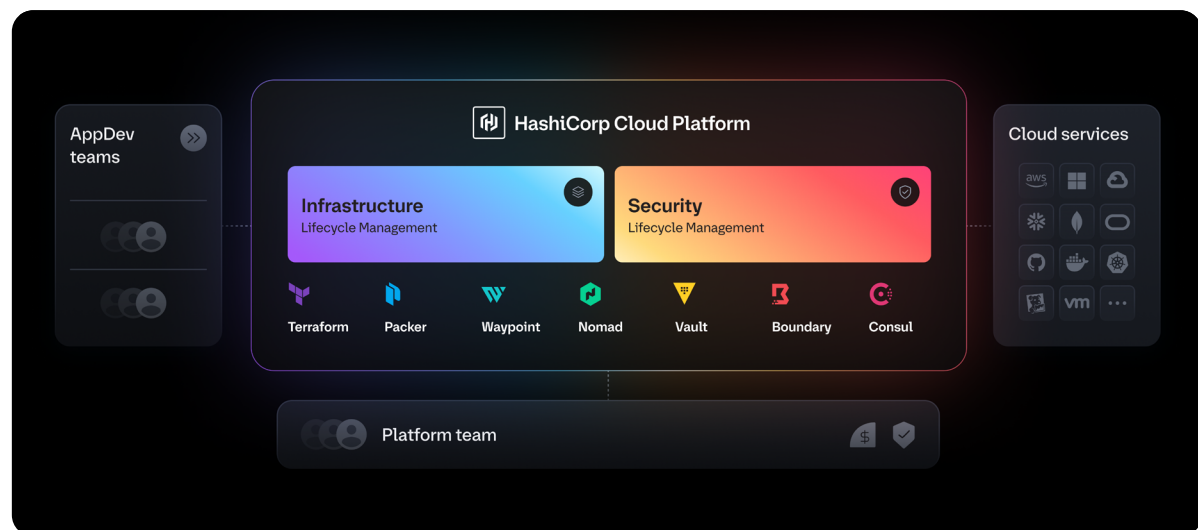 AppDev
teams
HashiCorp Cloud Platform
Infrastructure
Lifecycle Management
Security
Lifecycle Management
Terraform
Packer
Waypoint
Nomad
Vault
Boundary
Consul
Cloud services
aws
vm
Platform team
$